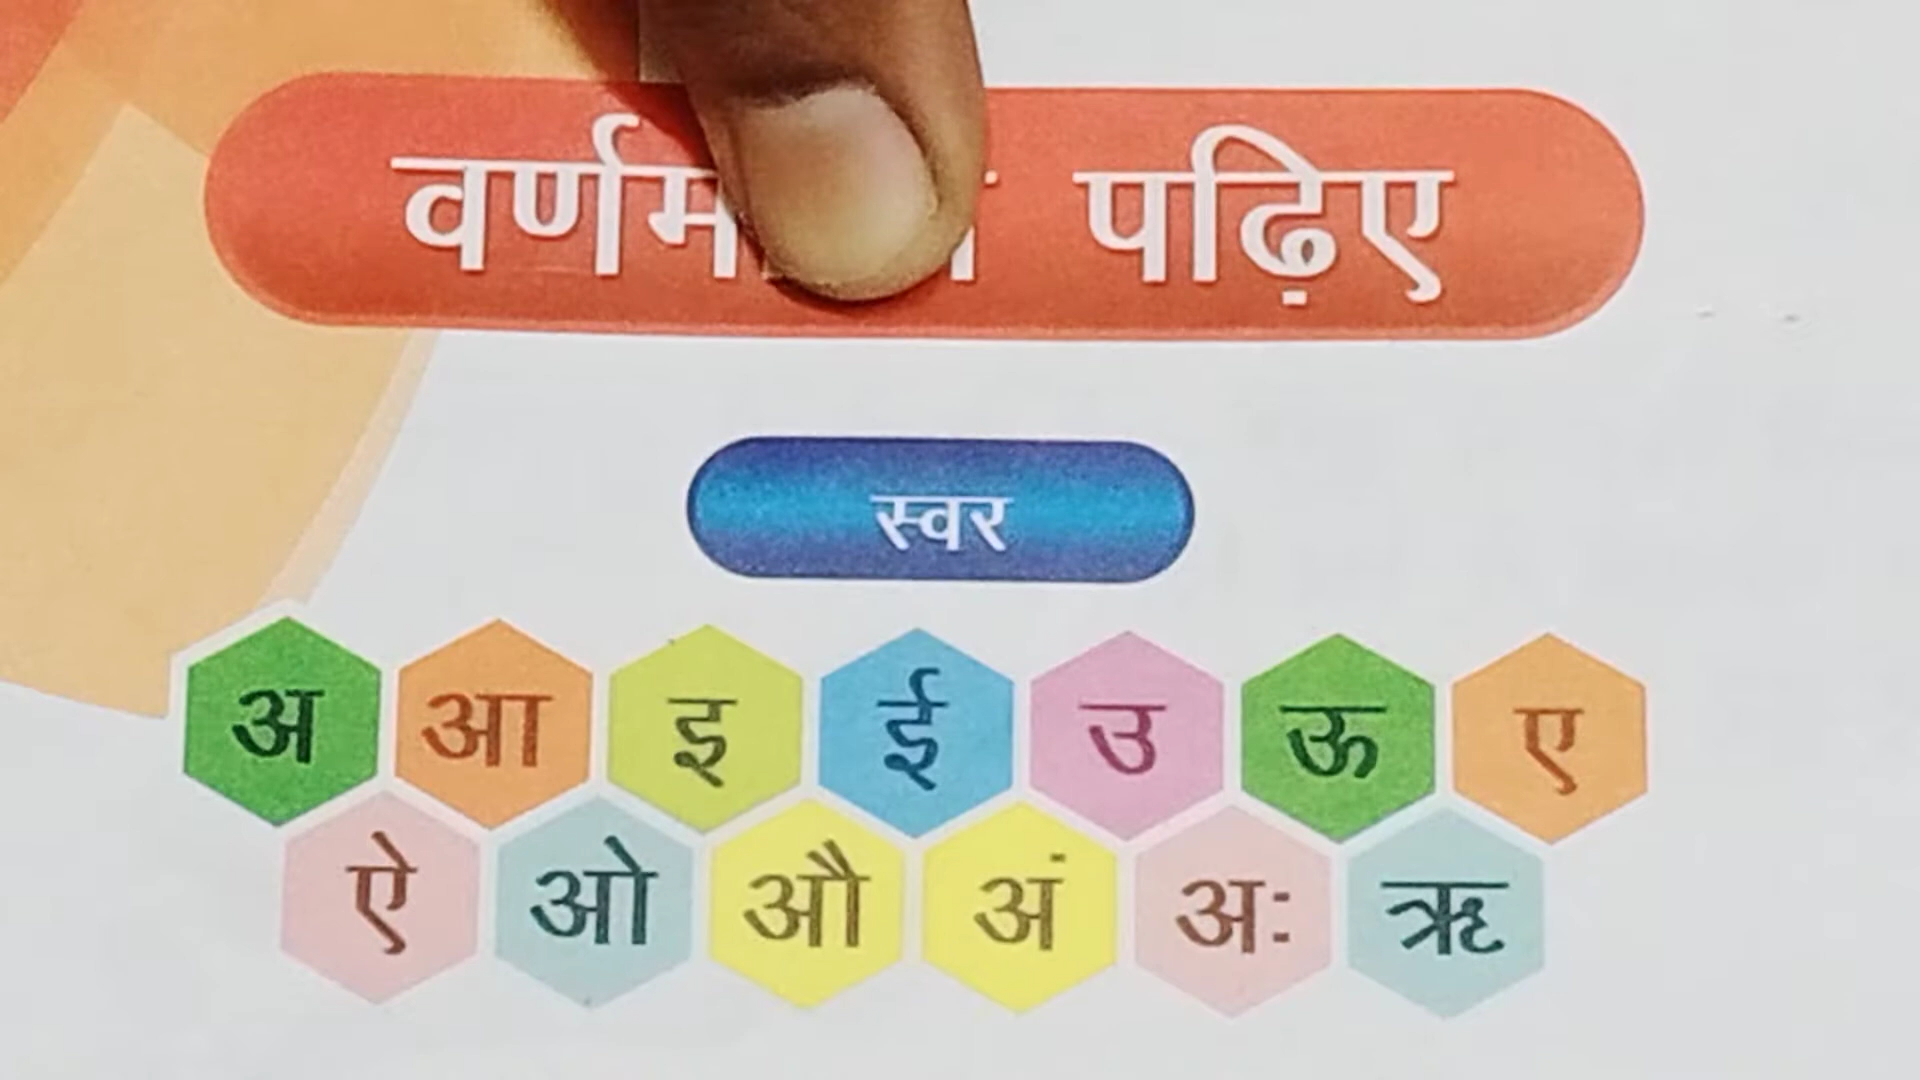 पढ़िए
स्वर
अ आ इ ई उ ऊ ए
ऐ ओ औ अं अः ऋ